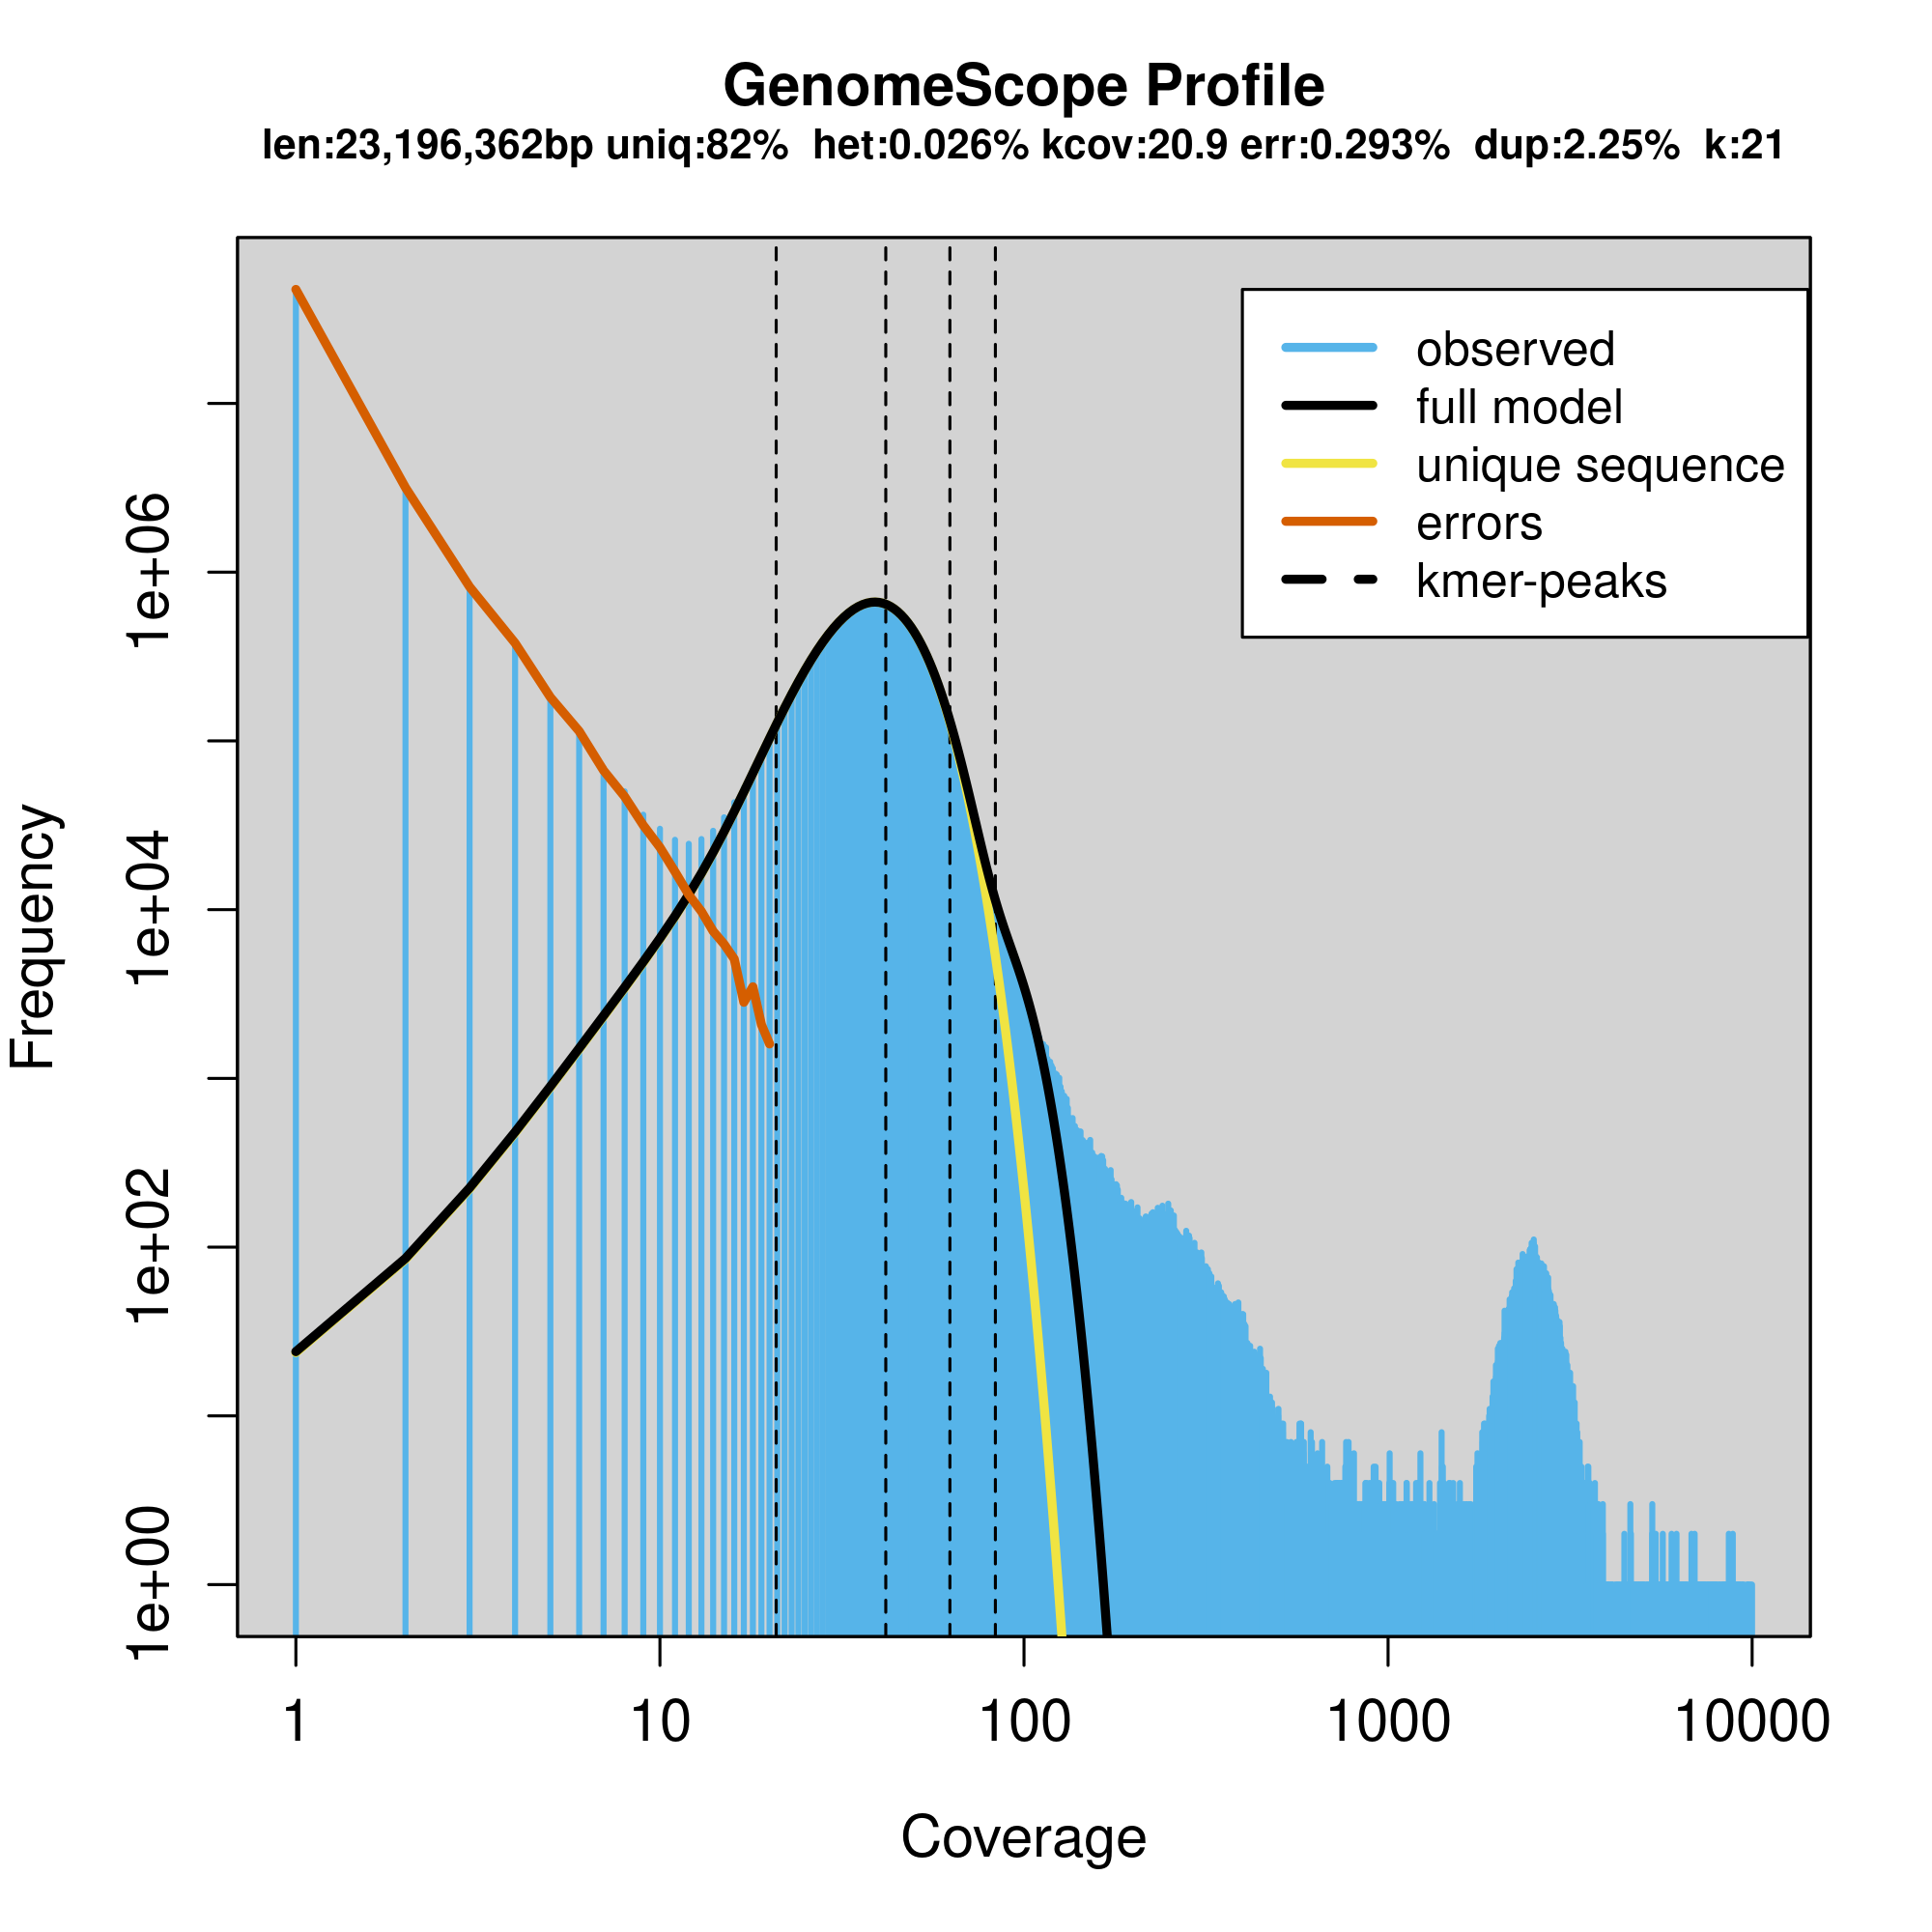 GenomeScope Profile
len:23,196,362bp uniq:82% het:0.026% kcov:20.9 err:0.293% dup:2.25% k:21
observed
full model
unique sequence
errors
kmer-peaks
Frequency
1e+06
1e+04
1e+02
1e+00
1 10 100 1000 10000
Coverage